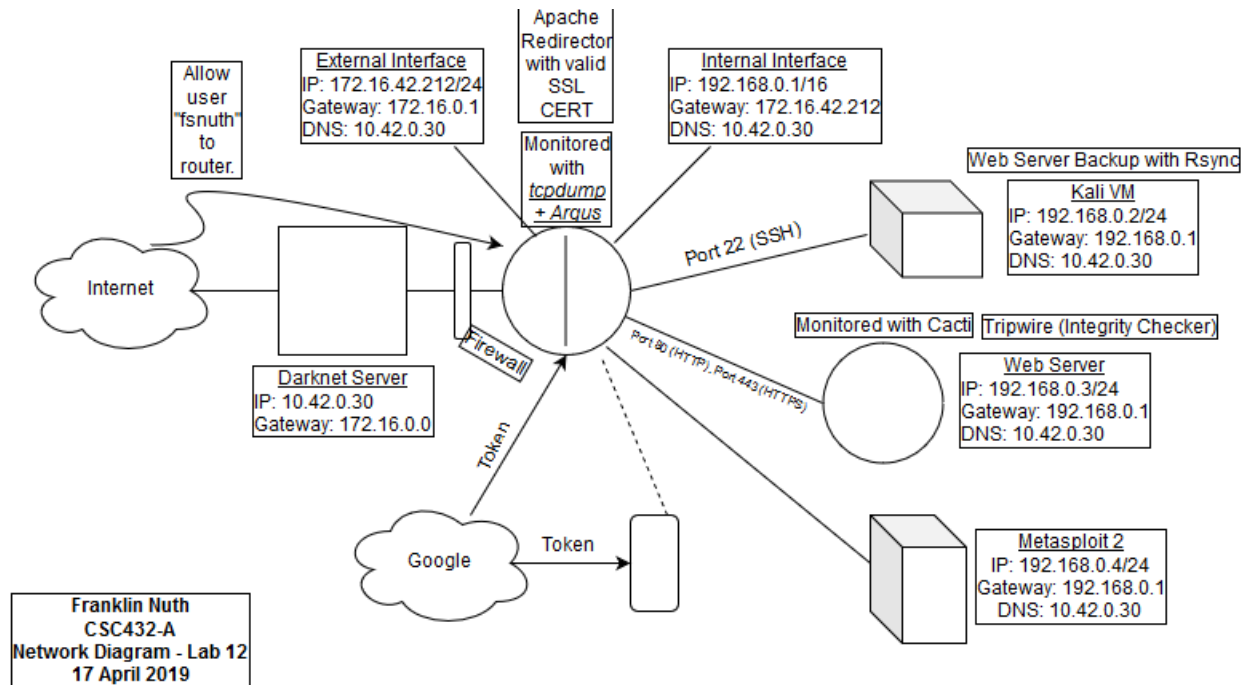 Apache
Redirector
with valid
SSL
CERT
External Interface
IP: 172.16.42.212/24
Gateway: 172.16.0.1
DNS: 10.42.0.30
Internal Interface
IP: 192.168.0.1/16
Gateway: 172.16.42.212
DNS: 10.42.0.30
Allow
user
"fsnuth"
to
router.
Monitored
with
tcpdump
+ Argus
Web Server Backup with Rsync
Kali VM
IP: 192.168.0.2/24
Gateway: 192.168.0.1
DNS: 10.42.0.30
Port 22 (SSH)
Internet
Firewall
Darknet Server
IP: 10.42.0.30
Gateway: 172.16.0.0
Port 80 (HTTP), Port 443 (HTTPS)
Monitored with Cacti
Tripwire (Integrity Checker)
Web Server
IP: 192.168.0.3/24
Gateway: 192.168.0.1
DNS: 10.42.0.30
Token
Google
Token
Metasploit 2
IP: 192.168.0.4/24
Gateway: 192.168.0.1
DNS: 10.42.0.30
Franklin Nuth
CSC432-A
Network Diagram - Lab 12
17 April 2019